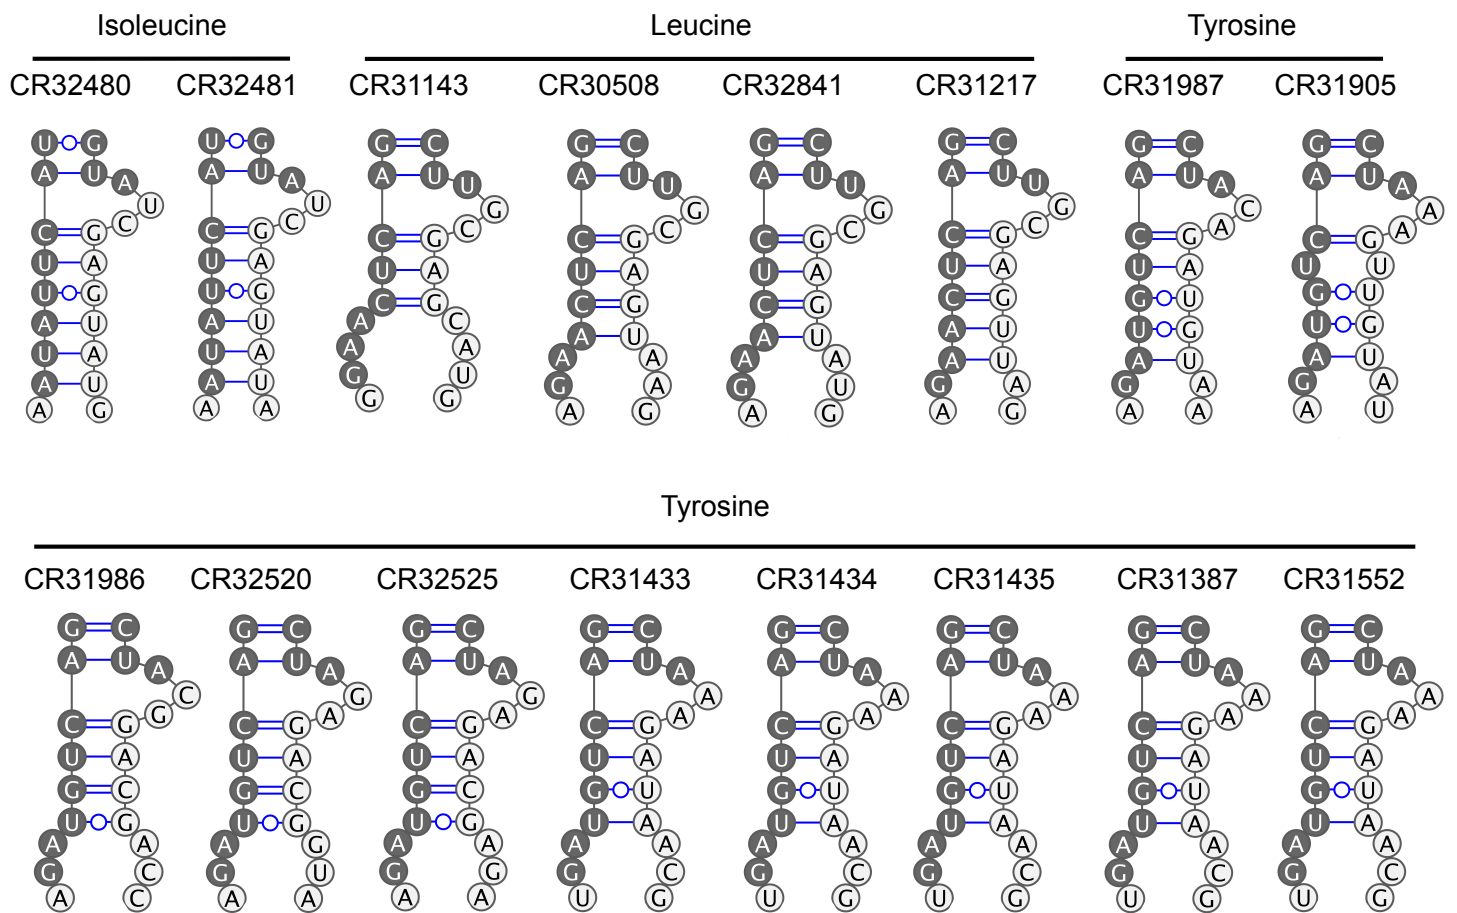 Isoleucine Leucine Tyrosine
CR32480 CR32481 CR31143 CR30508 CR32841 CR31217 CR31987 CR31905
U G U G G C G C G C G C G C G C
A U A A U A A U U A U U A U U A U U A U A A U A
U U G G G G C A
C G C C G C C G C C G C C G C C G C C G A C G A
U A U A U A U A U A U A U A U U
U G U G C G C G C G C G G U G U
A U A U A C A U A U A U U G U G
U A U A A A A A A A A U A U A U
A U A U G U G A G U G A G A G A
A G A A G G A G A G A G A A A U
Tyrosine
CR31986 CR32520 CR32525 CR31433 CR31434 CR31435 CR31387 CR31552
G C G C G C G C G C G C G C G C
A U A A U A A U A A U A A U A A U A A U A A U A
C G G A A A A A
C G G C G A C G A C G A C G A C G A C G A C G A
U A U A U A U A U A U A U A U A
G C G C G C G U G U G U G U G U
U G U G U G U A U A U A U A U A
A A A G A A A A A A A A A A A A
G C G U G G G C G C G C G C G C
A C A A A A U G U G U G U G U G